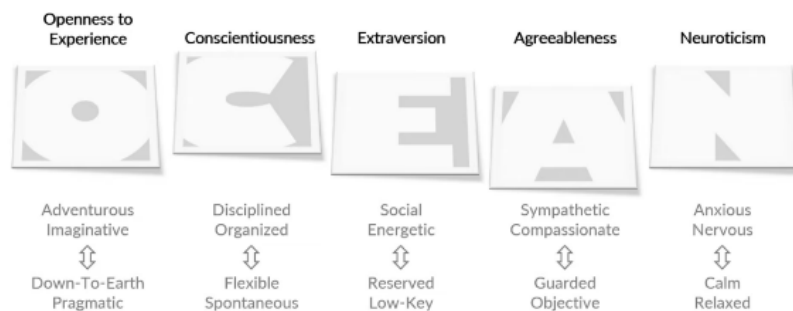 Openness to
Experience
Conscientiousness
Extraversion
Agreeableness
Neuroticism
O
C
E
A
N
Adventurous
Imaginative
Down-To-Earth
Pragmatic
Disciplined
Organized
Flexible
Spontaneous
Social
Energetic
Reserved
Low-Key
Sympathetic
Compassionate
Guarded
Objective
Anxious
Nervous
Calm
Relaxed